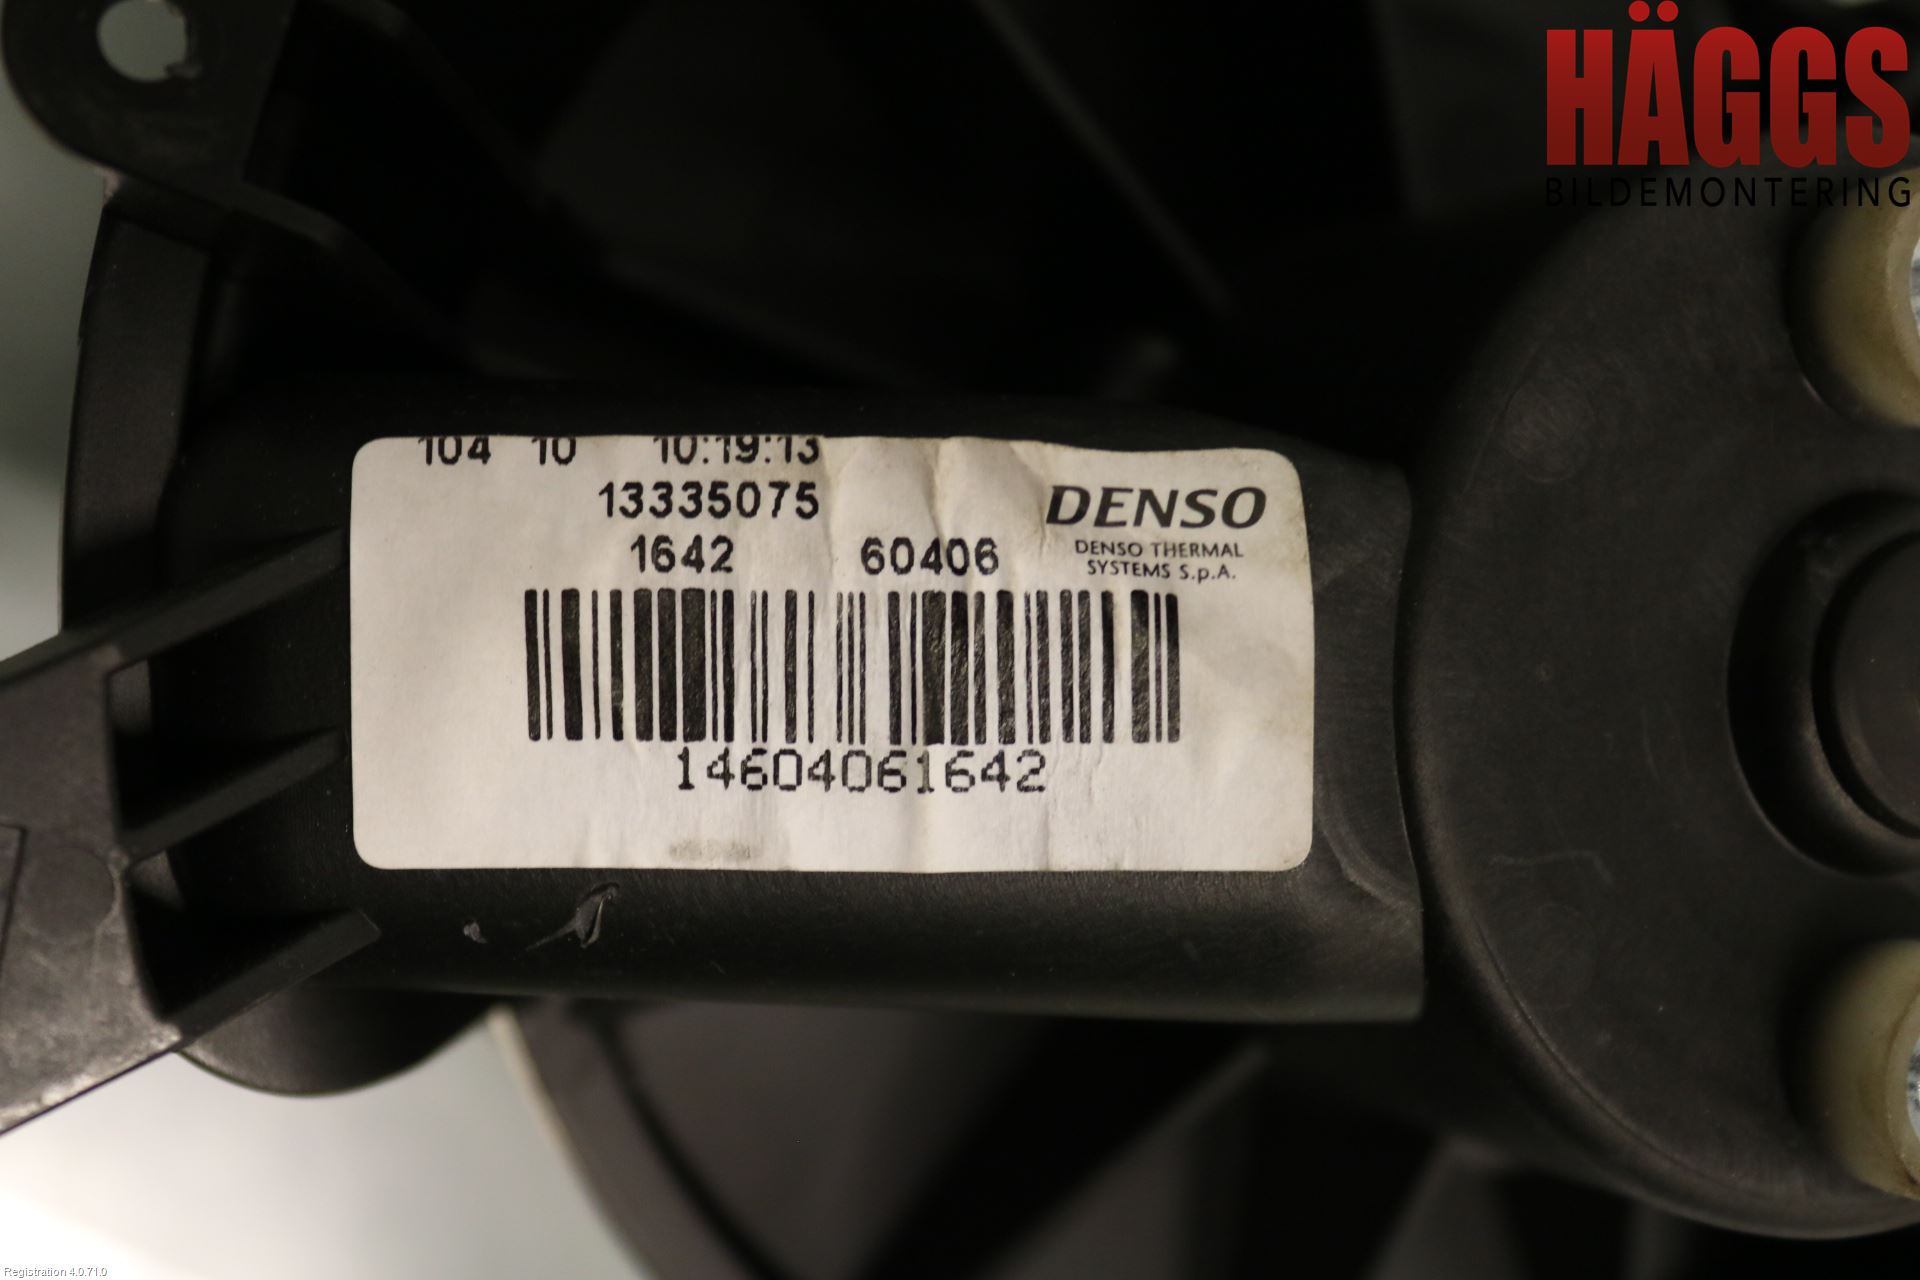 HÄGGS
BILDEMONTERING
104 10 10:19:13
13335075
1642 60406
DENSO
DENSO THERMAL
SYSTEMS S.p.A.
14604061642
Registration 4.0.71.0